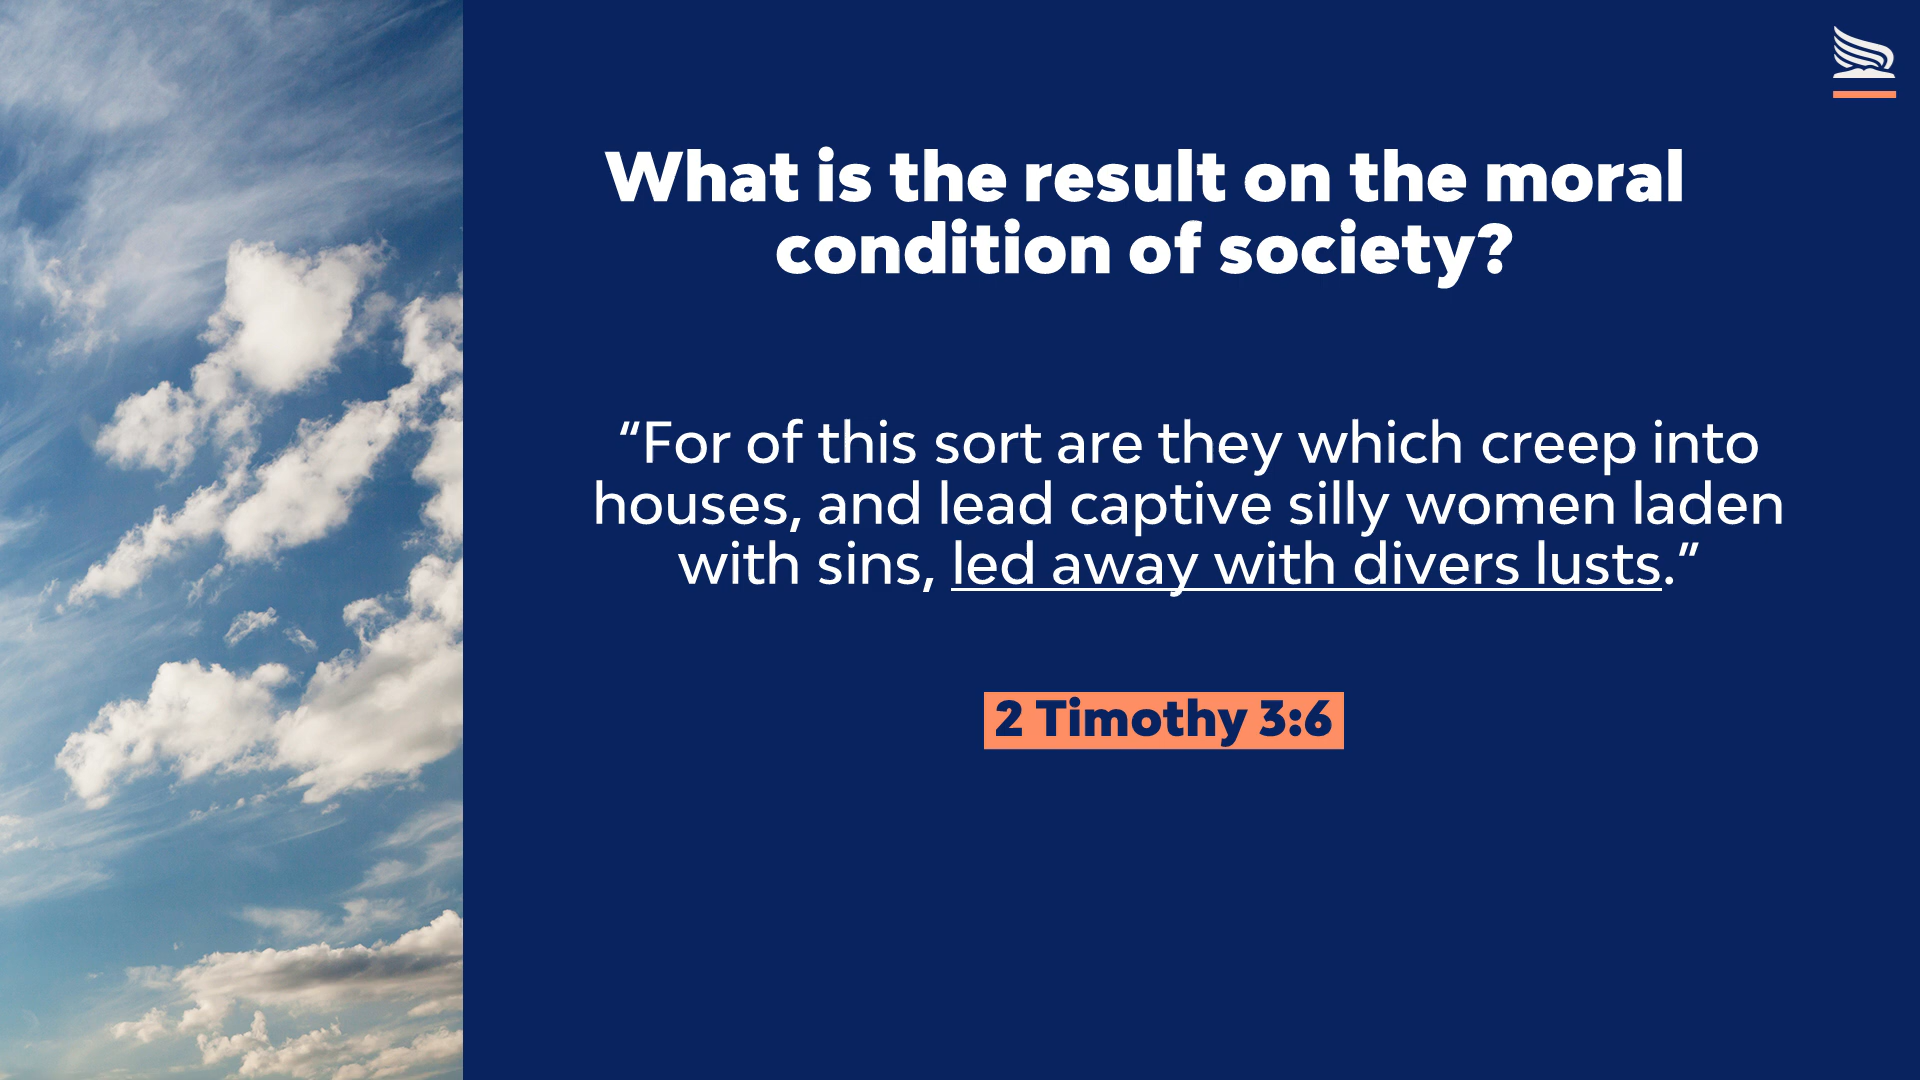 What is the result on the moral
condition of society?
“For of this sort are they which creep into
houses, and lead captive silly women laden
with sins, led away with divers lusts.”
2 Timothy 3:6